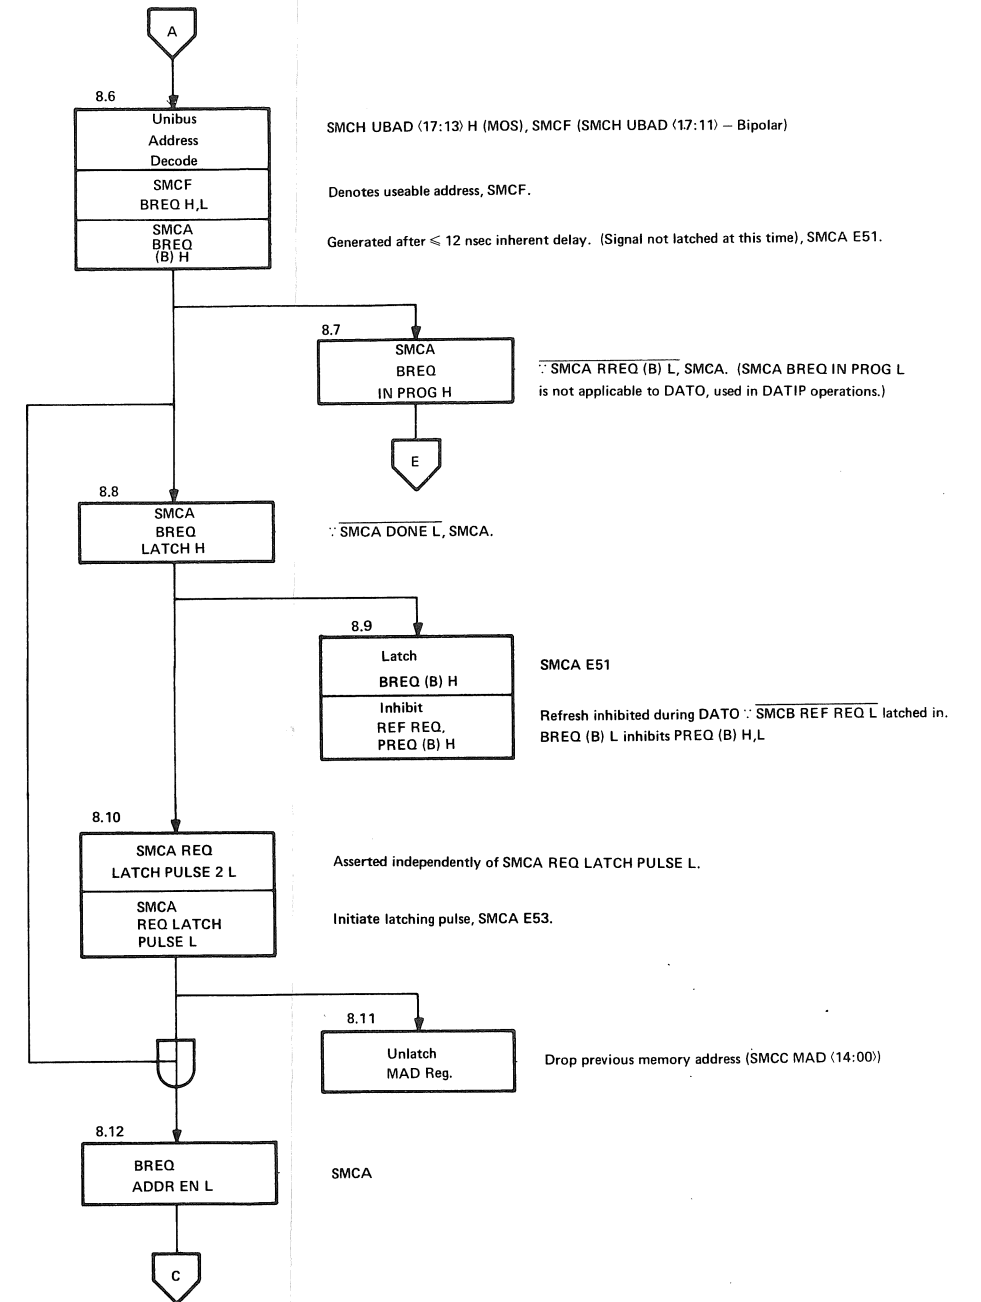 A
8.6
Unibus
Address
Decode
SMCH UBAD ⟨17:13⟩ H (MOS), SMCF (SMCH UBAD ⟨17:11⟩ – Bipolar)
SMCF
BREQ H,L
Denotes useable address, SMCF.
SMCA
BREQ
(B) H
Generated after ⩽ 12 nsec inherent delay. (Signal not latched at this time), SMCA E51.
8.7
SMCA
BREQ
IN PROG H
∵ SMCA RREQ (B) L, SMCA. (SMCA BREQ IN PROG L
is not applicable to DATO, used in DATIP operations.)
E
8.8
SMCA
BREQ
LATCH H
∵ SMCA DONE L, SMCA.
8.9
Latch
BREQ (B) H
SMCA E51
Inhibit
REF REQ,
PREQ (B) H
Refresh inhibited during DATO ∵ SMCB REF REQ L latched in.
BREQ (B) L inhibits PREQ (B) H,L
8.10
SMCA REQ
LATCH PULSE 2 L
Asserted independently of SMCA REQ LATCH PULSE L.
SMCA
REQ LATCH
PULSE L
Initiate latching pulse, SMCA E53.
8.11
Unlatch
MAD Reg.
Drop previous memory address (SMCC MAD ⟨14:00⟩)
8.12
BREQ
ADDR EN L
SMCA
C